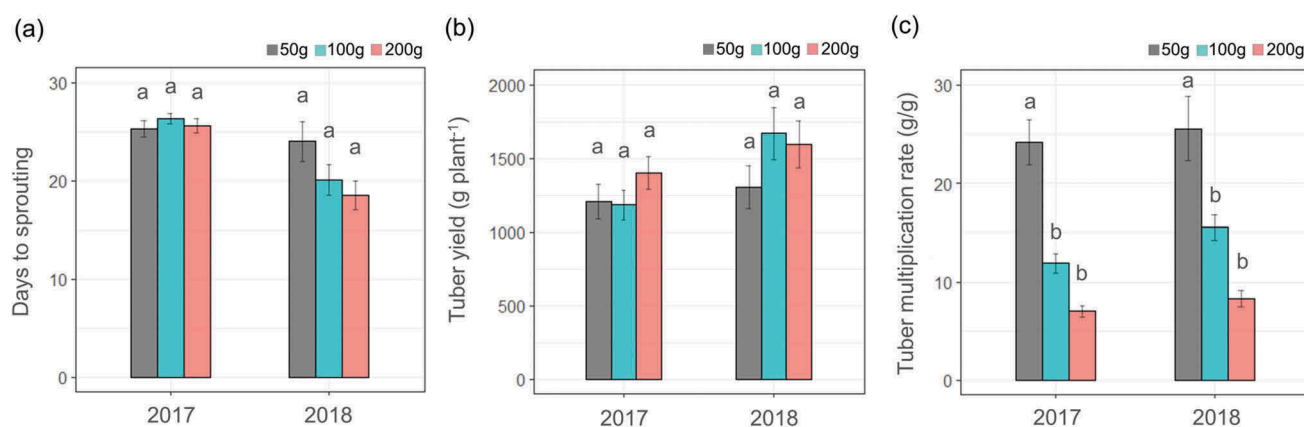 (a)
50g 100g 200g
Days to sprouting
30
20
10
0
a a a
a a a
2017 2018
(b)
50g 100g 200g
Tuber yield (g plant⁻¹)
2000
1500
1000
500
0
a a a
a a a
2017 2018
(c)
50g 100g 200g
Tuber multiplication rate (g/g)
30
20
10
0
a b b
a b b
2017 2018